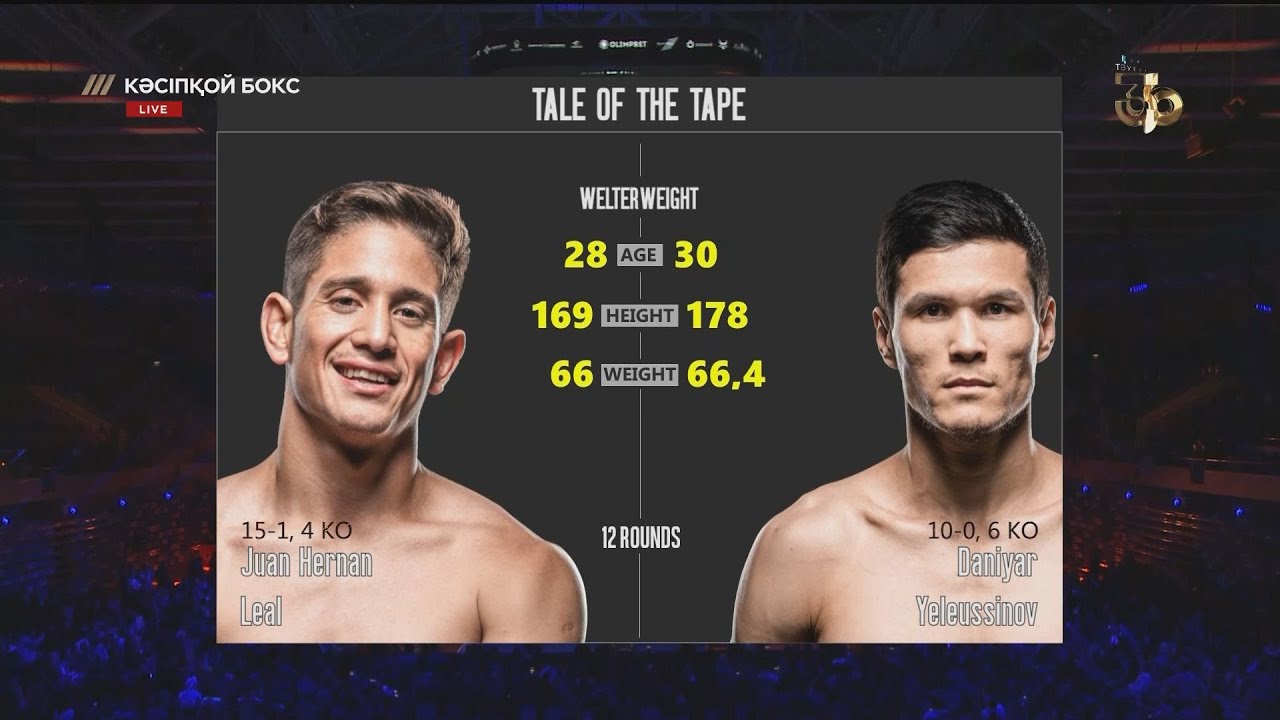 OLIMPBET
КӘСІПҚОЙ БОКС
LIVE
TALE OF THE TAPE
WELTERWEIGHT
28 AGE 30
169 HEIGHT 178
66 WEIGHT 66,4
12 ROUNDS
15-1, 4 KO
Juan Hernan
Leal
10-0, 6 KO
Daniyar
Yeleussinov